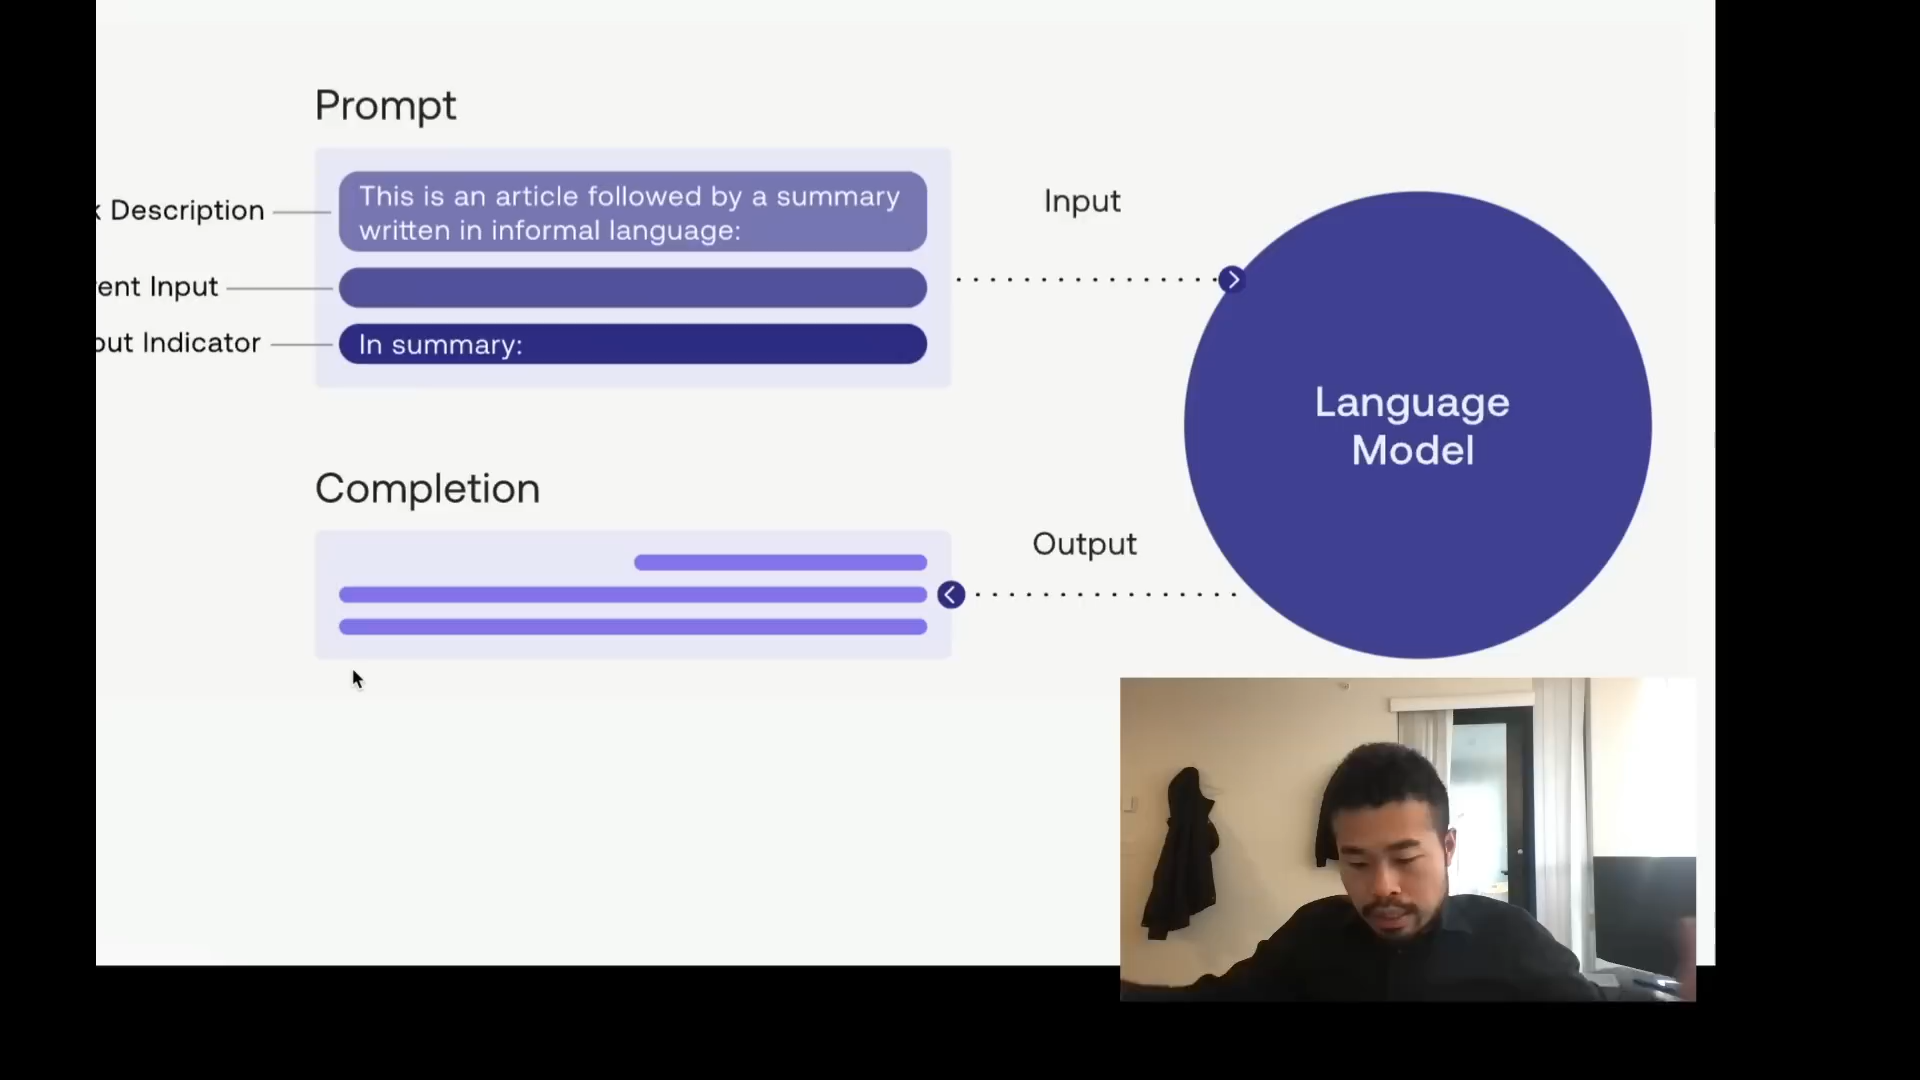 Prompt
Description
This is an article followed by a summary
written in informal language:
Input
ent Input
Indicator
In summary:
Language
Model
Completion
Output